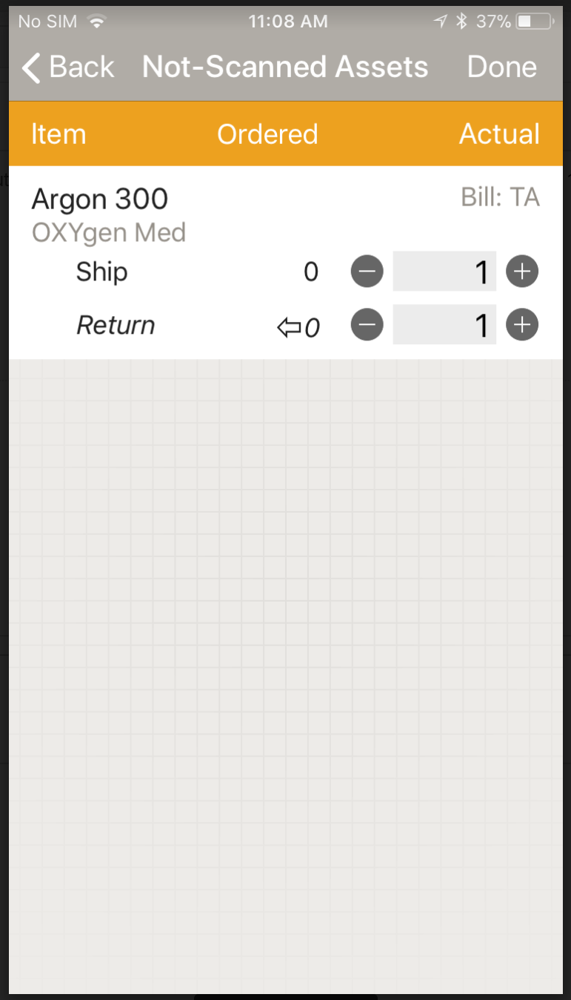 No SIM 11:08 AM 37%
Back Not-Scanned Assets Done
Item Ordered Actual
Argon 300 Bill: TA
OXYgen Med
Ship 0 − 1 +
Return ⇦0 − 1 +